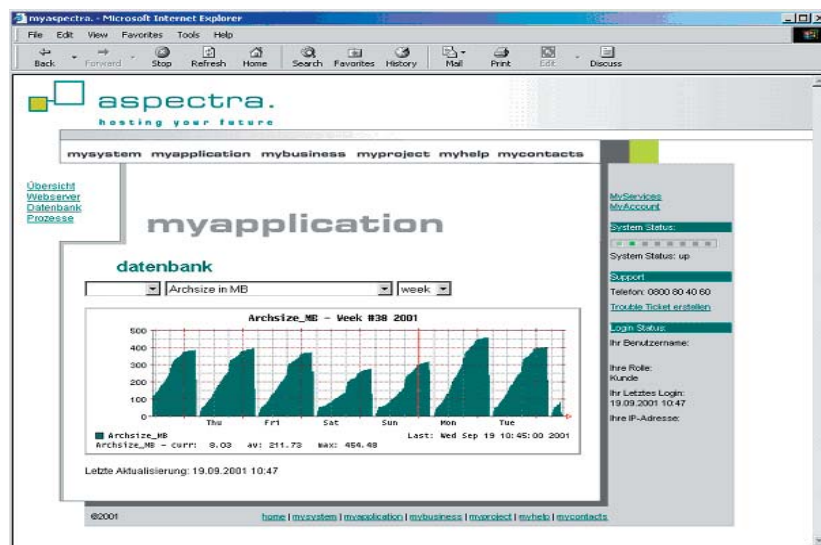 myaspectra. - Microsoft Internet Explorer
File Edit View Favorites Tools Help
Back Forward Stop Refresh Home Search Favorites History Mail Print Edit Discuss
aspectra.
hosting your future
mysystem myapplication mybusiness myproject myhelp mycontacts
Übersicht
Webserver
Datenbank
Prozesse
myapplication
datenbank
Archsize in MB week
Archsize_MB - Week #38 2001
500
400
300
200
100
0
Thu Fri Sat Sun Mon Tue
Archsize_MB Last: Wed Sep 19 10:45:00 2001
Archsize_MB - curr: 8.03 av: 211.73 max: 454.48
Letzte Aktualisierung: 19.09.2001 10:47
MyServices
MyAccount
System Status:
System Status: up
Support
Telefon: 0800 80 40 60
Trouble Ticket erstellen
Login Status:
Ihr Benutzername:
Ihre Rolle:
Kunde
Ihr Letztes Login:
19.09.2001 10:47
Ihre IP-Adresse:
©2001 home | mysystem | myapplication | mybusiness | myproject | myhelp | mycontacts